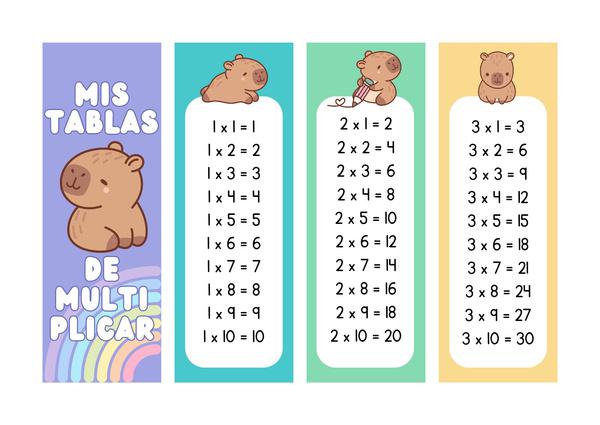 MIS
TABLAS
DE
MULTI
PLICAR
1 x 1 = 1
1 x 2 = 2
1 x 3 = 3
1 x 4 = 4
1 x 5 = 5
1 x 6 = 6
1 x 7 = 7
1 x 8 = 8
1 x 9 = 9
1 x 10 = 10
2 x 1 = 2
2 x 2 = 4
2 x 3 = 6
2 x 4 = 8
2 x 5 = 10
2 x 6 = 12
2 x 7 = 14
2 x 8 = 16
2 x 9 = 18
2 x 10 = 20
3 x 1 = 3
3 x 2 = 6
3 x 3 = 9
3 x 4 = 12
3 x 5 = 15
3 x 6 = 18
3 x 7 = 21
3 x 8 = 24
3 x 9 = 27
3 x 10 = 30